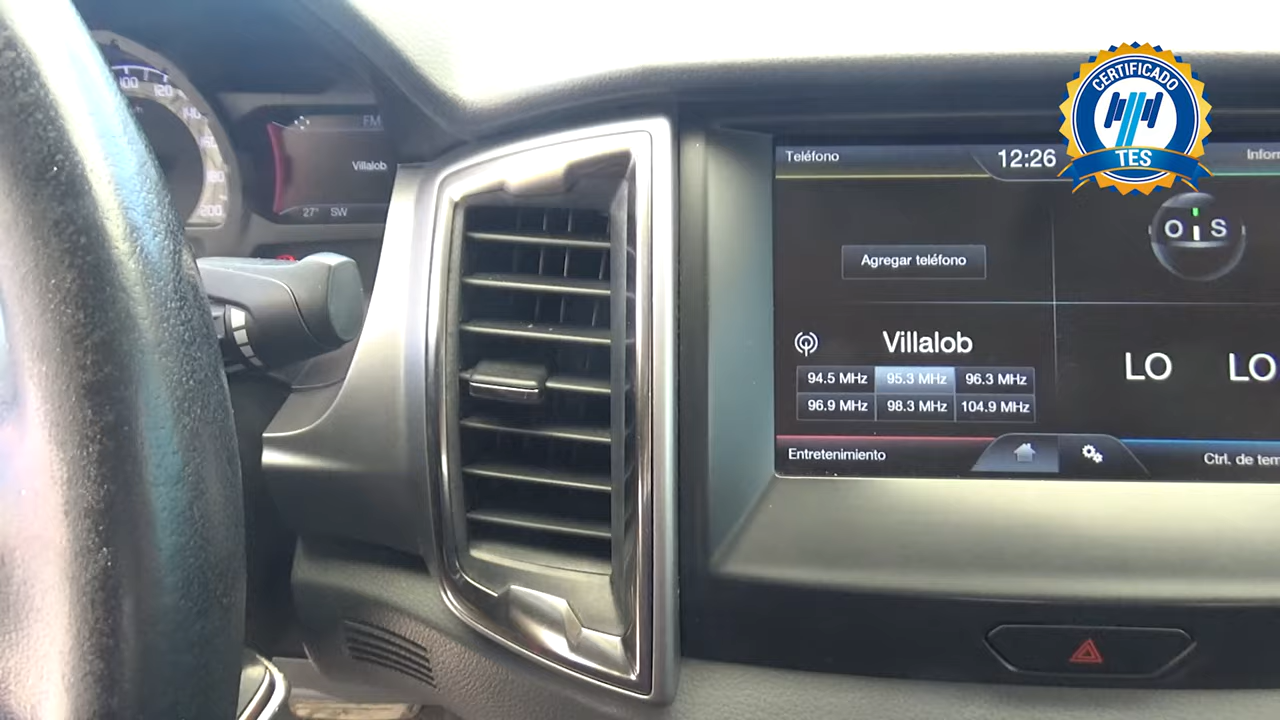 100
120
140
180
200
FM
Villalob
27° SW
CERTIFICADO
TES
Teléfono
12:26
Agregar teléfono
O S
Villalob
94.5 MHz 95.3 MHz 96.3 MHz
96.9 MHz 98.3 MHz 104.9 MHz
LO LO
Entretenimiento